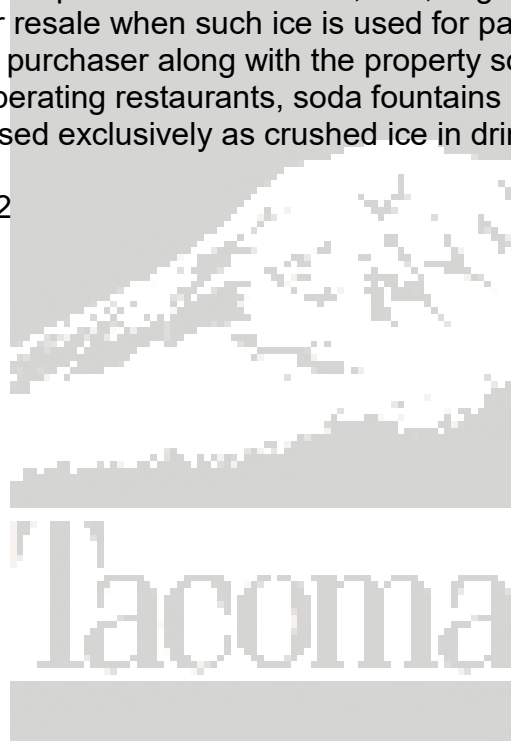 r resale when such ice is used for pa
purchaser along with the property so
perating restaurants, soda fountains
sed exclusively as crushed ice in drin
2
Tacoma